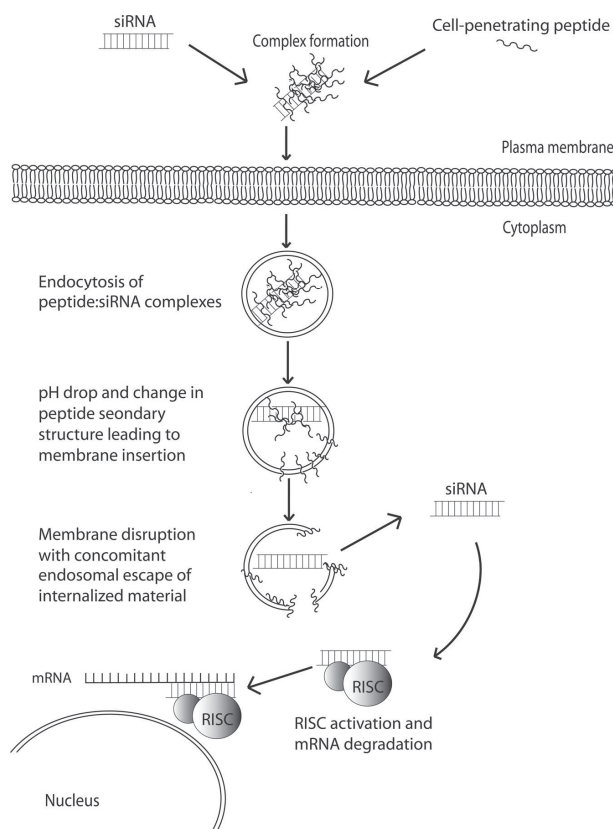 siRNA
Complex formation
Cell-penetrating peptide
Plasma membrane
Cytoplasm
Endocytosis of
peptide:siRNA complexes
pH drop and change in
peptide seondary
structure leading to
membrane insertion
siRNA
Membrane disruption
with concomitant
endosomal escape of
internalized material
mRNA
RISC
RISC
RISC activation and
mRNA degradation
Nucleus